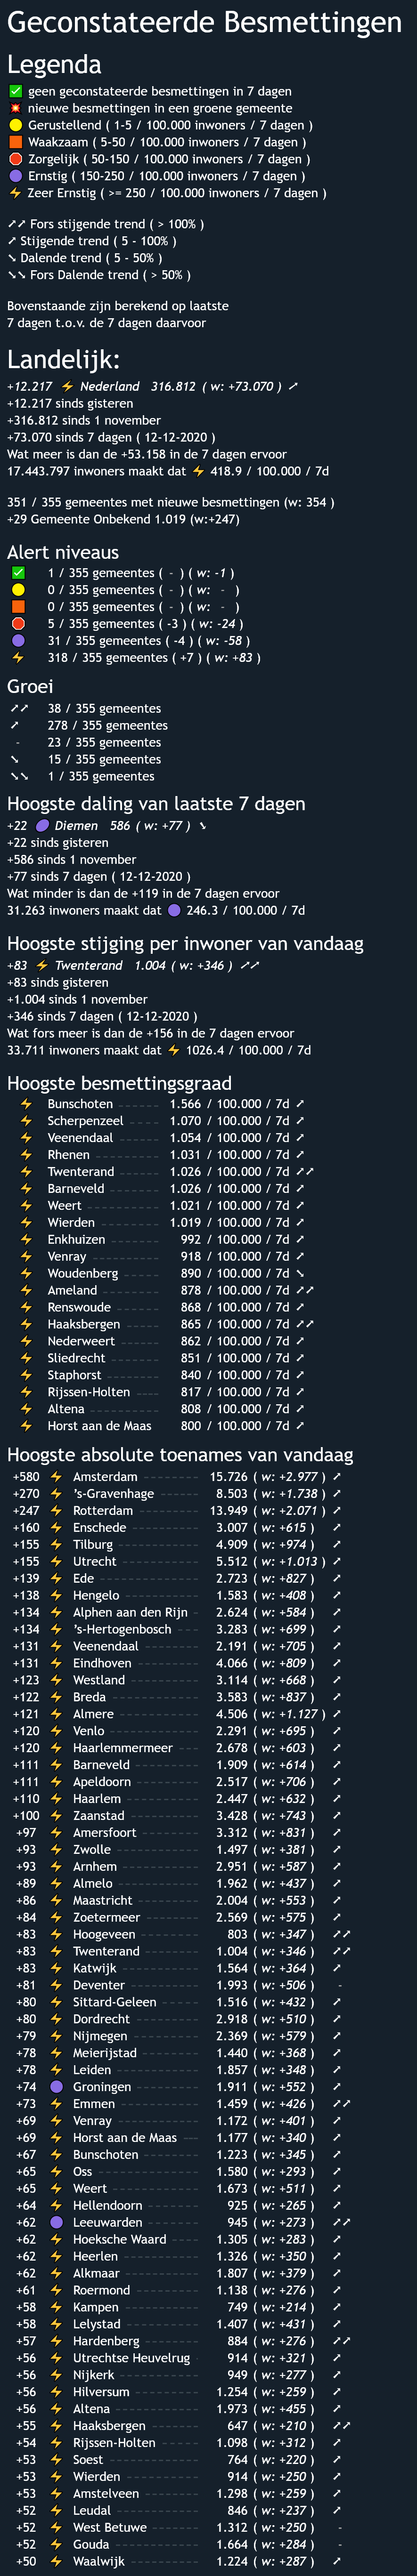 Geconstateerde Besmettingen
Legenda
✅ geen geconstateerde besmettingen in 7 dagen
💥 nieuwe besmettingen in een groene gemeente
🟡 Gerustellend ( 1-5 / 100.000 inwoners / 7 dagen )
🟧 Waakzaam ( 5-50 / 100.000 inwoners / 7 dagen )
🛑 Zorgelijk ( 50-150 / 100.000 inwoners / 7 dagen )
🟣 Ernstig ( 150-250 / 100.000 inwoners / 7 dagen )
⚡ Zeer Ernstig ( >= 250 / 100.000 inwoners / 7 dagen )
↗↗ Fors stijgende trend ( > 100% )
↗ Stijgende trend ( 5 - 100% )
↘ Dalende trend ( 5 - 50% )
↘↘ Fors Dalende trend ( > 50% )
Bovenstaande zijn berekend op laatste
7 dagen t.o.v. de 7 dagen daarvoor
Landelijk:
+12.217 ⚡ Nederland 316.812 ( w: +73.070 ) ↗
+12.217 sinds gisteren
+316.812 sinds 1 november
+73.070 sinds 7 dagen ( 12-12-2020 )
Wat meer is dan de +53.158 in de 7 dagen ervoor
17.443.797 inwoners maakt dat ⚡ 418.9 / 100.000 / 7d
351 / 355 gemeentes met nieuwe besmettingen (w: 354 )
+29 Gemeente Onbekend 1.019 (w:+247)
Alert niveaus
✅ 1 / 355 gemeentes ( - ) ( w: -1 )
🟡 0 / 355 gemeentes ( - ) ( w: - )
🟧 0 / 355 gemeentes ( - ) ( w: - )
🛑 5 / 355 gemeentes ( -3 ) ( w: -24 )
🟣 31 / 355 gemeentes ( -4 ) ( w: -58 )
⚡ 318 / 355 gemeentes ( +7 ) ( w: +83 )
Groei
↗↗ 38 / 355 gemeentes
↗ 278 / 355 gemeentes
- 23 / 355 gemeentes
↘ 15 / 355 gemeentes
↘↘ 1 / 355 gemeentes
Hoogste daling van laatste 7 dagen
+22 🟣 Diemen 586 ( w: +77 ) ↘
+22 sinds gisteren
+586 sinds 1 november
+77 sinds 7 dagen ( 12-12-2020 )
Wat minder is dan de +119 in de 7 dagen ervoor
31.263 inwoners maakt dat 🟣 246.3 / 100.000 / 7d
Hoogste stijging per inwoner van vandaag
+83 ⚡ Twenterand 1.004 ( w: +346 ) ↗↗
+83 sinds gisteren
+1.004 sinds 1 november
+346 sinds 7 dagen ( 12-12-2020 )
Wat fors meer is dan de +156 in de 7 dagen ervoor
33.711 inwoners maakt dat ⚡ 1026.4 / 100.000 / 7d
Hoogste besmettingsgraad
⚡ Bunschoten 1.566 / 100.000 / 7d ↗
⚡ Scherpenzeel 1.070 / 100.000 / 7d ↗
⚡ Veenendaal 1.054 / 100.000 / 7d ↗
⚡ Rhenen 1.031 / 100.000 / 7d ↗
⚡ Twenterand 1.026 / 100.000 / 7d ↗↗
⚡ Barneveld 1.026 / 100.000 / 7d ↗
⚡ Weert 1.021 / 100.000 / 7d ↗
⚡ Wierden 1.019 / 100.000 / 7d ↗
⚡ Enkhuizen 992 / 100.000 / 7d ↗
⚡ Venray 918 / 100.000 / 7d ↗
⚡ Woudenberg 890 / 100.000 / 7d ↘
⚡ Ameland 878 / 100.000 / 7d ↗↗
⚡ Renswoude 868 / 100.000 / 7d ↗
⚡ Haaksbergen 865 / 100.000 / 7d ↗↗
⚡ Nederweert 862 / 100.000 / 7d ↗
⚡ Sliedrecht 851 / 100.000 / 7d ↗
⚡ Staphorst 840 / 100.000 / 7d ↗
⚡ Rijssen-Holten 817 / 100.000 / 7d ↗
⚡ Altena 808 / 100.000 / 7d ↗
⚡ Horst aan de Maas 800 / 100.000 / 7d ↗
Hoogste absolute toenames van vandaag
+580 ⚡ Amsterdam 15.726 ( w: +2.977 ) ↗
+270 ⚡ 's-Gravenhage 8.503 ( w: +1.738 ) ↗
+247 ⚡ Rotterdam 13.949 ( w: +2.071 ) ↗
+160 ⚡ Enschede 3.007 ( w: +615 ) ↗
+155 ⚡ Tilburg 4.909 ( w: +974 ) ↗
+155 ⚡ Utrecht 5.512 ( w: +1.013 ) ↗
+139 ⚡ Ede 2.723 ( w: +827 ) ↗
+138 ⚡ Hengelo 1.583 ( w: +408 ) ↗
+134 ⚡ Alphen aan den Rijn 2.624 ( w: +584 ) ↗
+134 ⚡ 's-Hertogenbosch 3.283 ( w: +699 ) ↗
+131 ⚡ Veenendaal 2.191 ( w: +705 ) ↗
+131 ⚡ Eindhoven 4.066 ( w: +809 ) ↗
+123 ⚡ Westland 3.114 ( w: +668 ) ↗
+122 ⚡ Breda 3.583 ( w: +837 ) ↗
+121 ⚡ Almere 4.506 ( w: +1.127 ) ↗
+120 ⚡ Venlo 2.291 ( w: +695 ) ↗
+120 ⚡ Haarlemmermeer 2.678 ( w: +603 ) ↗
+111 ⚡ Barneveld 1.909 ( w: +614 ) ↗
+111 ⚡ Apeldoorn 2.517 ( w: +706 ) ↗
+110 ⚡ Haarlem 2.447 ( w: +632 ) ↗
+100 ⚡ Zaanstad 3.428 ( w: +743 ) ↗
+97 ⚡ Amersfoort 3.312 ( w: +831 ) ↗
+93 ⚡ Zwolle 1.497 ( w: +381 ) ↗
+93 ⚡ Arnhem 2.951 ( w: +587 ) ↗
+89 ⚡ Almelo 1.962 ( w: +437 ) ↗
+86 ⚡ Maastricht 2.004 ( w: +553 ) ↗
+84 ⚡ Zoetermeer 2.569 ( w: +575 ) ↗
+83 ⚡ Hoogeveen 803 ( w: +347 ) ↗↗
+83 ⚡ Twenterand 1.004 ( w: +346 ) ↗↗
+83 ⚡ Katwijk 1.564 ( w: +364 ) ↗
+81 ⚡ Deventer 1.993 ( w: +506 ) -
+80 ⚡ Sittard-Geleen 1.516 ( w: +432 ) ↗
+80 ⚡ Dordrecht 2.918 ( w: +510 ) ↗
+79 ⚡ Nijmegen 2.369 ( w: +579 ) ↗
+78 ⚡ Meierijstad 1.440 ( w: +368 ) ↗
+78 ⚡ Leiden 1.857 ( w: +348 ) ↗
+74 🟣 Groningen 1.911 ( w: +552 ) ↗
+73 ⚡ Emmen 1.459 ( w: +426 ) ↗↗
+69 ⚡ Venray 1.172 ( w: +401 ) ↗
+69 ⚡ Horst aan de Maas 1.177 ( w: +340 ) ↗
+67 ⚡ Bunschoten 1.223 ( w: +345 ) ↗
+65 ⚡ Oss 1.580 ( w: +293 ) ↗
+65 ⚡ Weert 1.673 ( w: +511 ) ↗
+64 ⚡ Hellendoorn 925 ( w: +265 ) ↗
+62 🟣 Leeuwarden 945 ( w: +273 ) ↗↗
+62 ⚡ Hoeksche Waard 1.305 ( w: +283 ) ↗
+62 ⚡ Heerlen 1.326 ( w: +350 ) ↗
+62 ⚡ Alkmaar 1.807 ( w: +379 ) ↗
+61 ⚡ Roermond 1.138 ( w: +276 ) ↗
+58 ⚡ Kampen 749 ( w: +214 ) ↗
+58 ⚡ Lelystad 1.407 ( w: +431 ) ↗
+57 ⚡ Hardenberg 884 ( w: +276 ) ↗↗
+56 ⚡ Utrechtse Heuvelrug 914 ( w: +321 ) ↗
+56 ⚡ Nijkerk 949 ( w: +277 ) ↗
+56 ⚡ Hilversum 1.254 ( w: +259 ) ↗
+56 ⚡ Altena 1.973 ( w: +455 ) ↗
+55 ⚡ Haaksbergen 647 ( w: +210 ) ↗↗
+54 ⚡ Rijssen-Holten 1.098 ( w: +312 ) ↗
+53 ⚡ Soest 764 ( w: +220 ) ↗
+53 ⚡ Wierden 914 ( w: +250 ) ↗
+53 ⚡ Amstelveen 1.298 ( w: +259 ) ↗
+52 ⚡ Leudal 846 ( w: +237 ) ↗
+52 ⚡ West Betuwe 1.312 ( w: +250 ) -
+52 ⚡ Gouda 1.664 ( w: +284 ) -
+50 ⚡ Waalwijk 1.224 ( w: +287 ) ↗